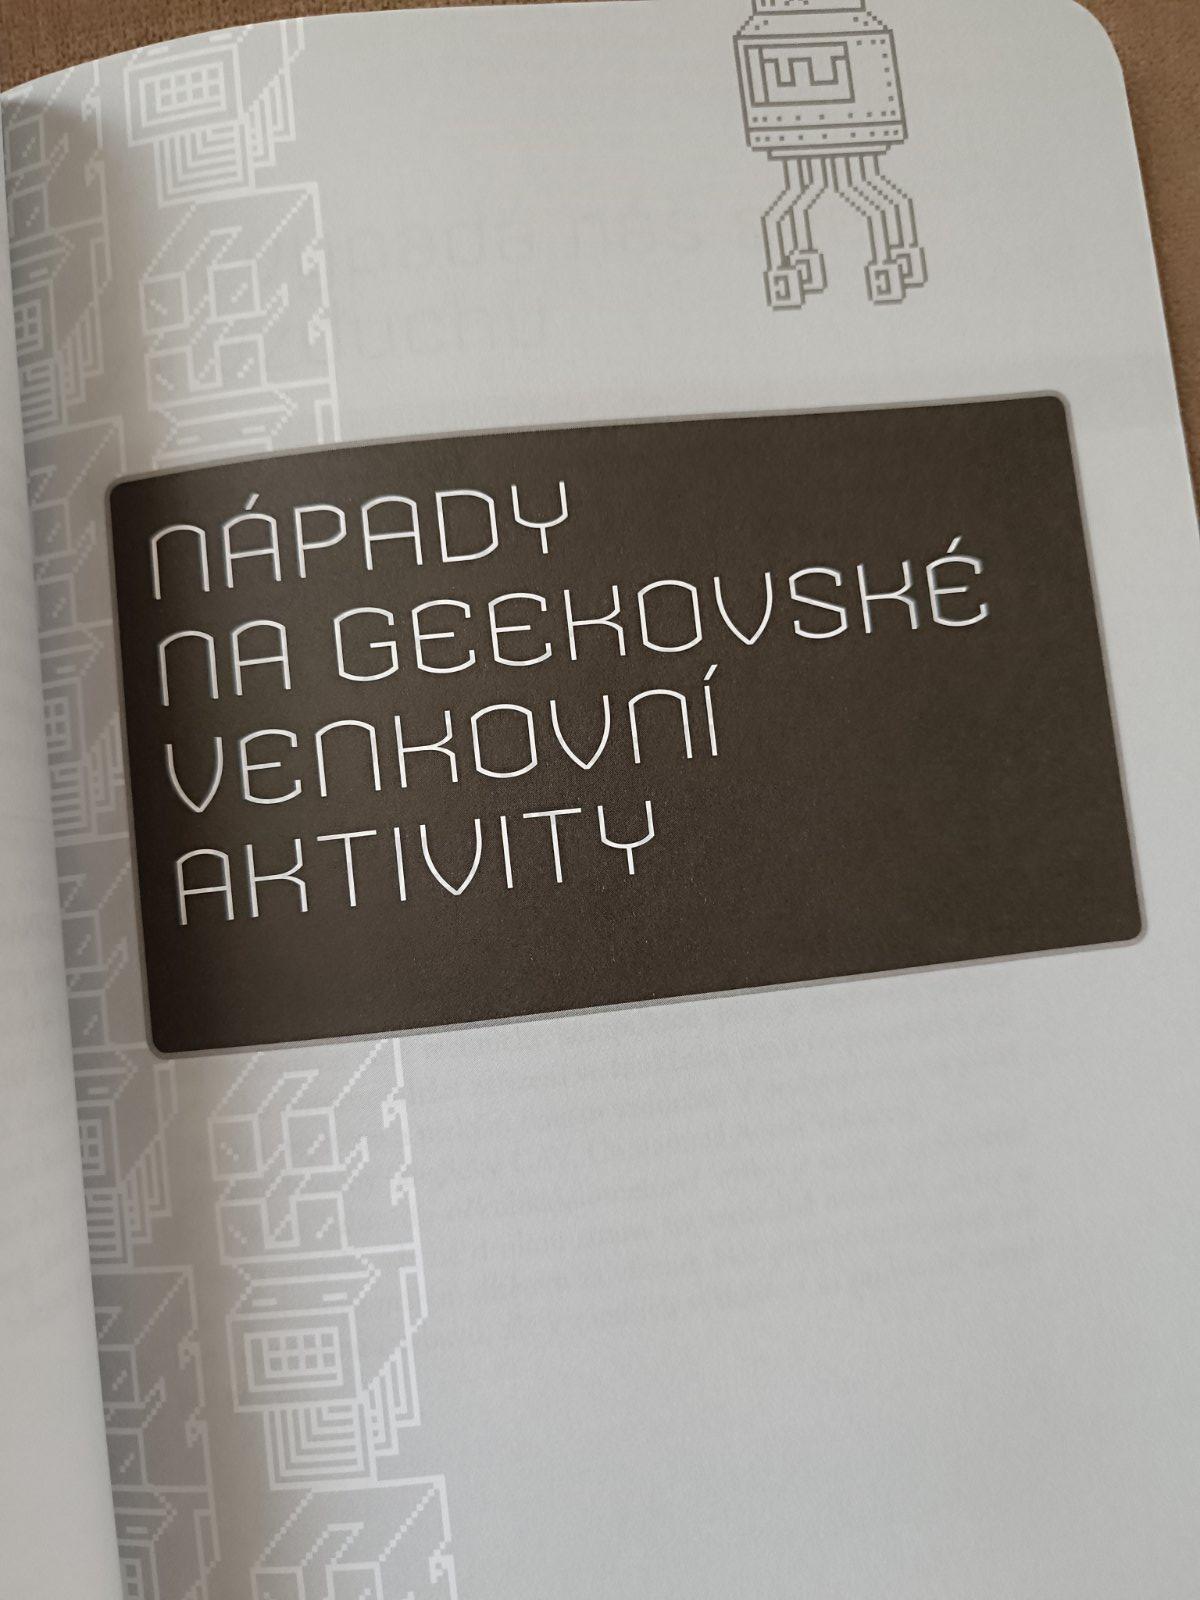 NÁPADY
NA GEEKOVSKÉ
VENKOVNÍ
AKTIVITY